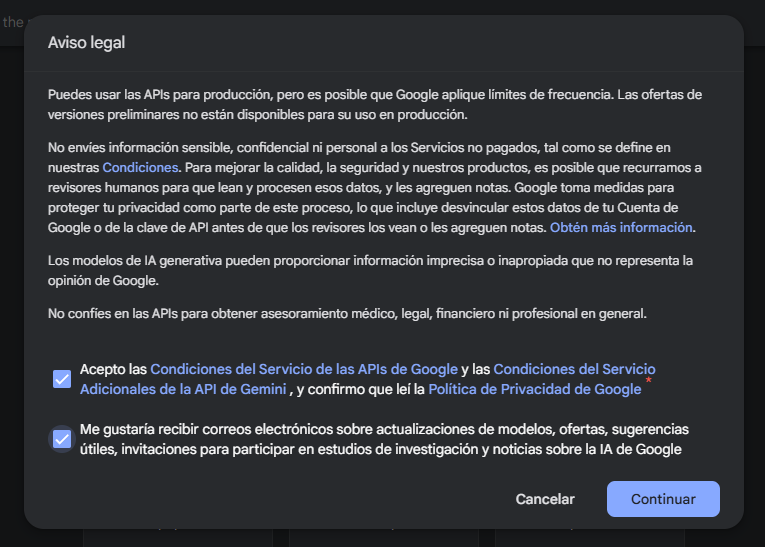 the
Aviso legal
Puedes usar las APIs para producción, pero es posible que Google aplique límites de frecuencia. Las ofertas de
versiones preliminares no están disponibles para su uso en producción.
No envíes información sensible, confidencial ni personal a los Servicios no pagados, tal como se define en
nuestras Condiciones. Para mejorar la calidad, la seguridad y nuestros productos, es posible que recurramos a
revisores humanos para que lean y procesen esos datos, y les agreguen notas. Google toma medidas para
proteger tu privacidad como parte de este proceso, lo que incluye desvincular estos datos de tu Cuenta de
Google o de la clave de API antes de que los revisores los vean o les agreguen notas. Obtén más información.
Los modelos de IA generativa pueden proporcionar información imprecisa o inapropiada que no representa la
opinión de Google.
No confíes en las APIs para obtener asesoramiento médico, legal, financiero ni profesional en general.
Acepto las Condiciones del Servicio de las APIs de Google y las Condiciones del Servicio
Adicionales de la API de Gemini , y confirmo que leí la Política de Privacidad de Google *
Me gustaría recibir correos electrónicos sobre actualizaciones de modelos, ofertas, sugerencias
útiles, invitaciones para participar en estudios de investigación y noticias sobre la IA de Google
Cancelar Continuar